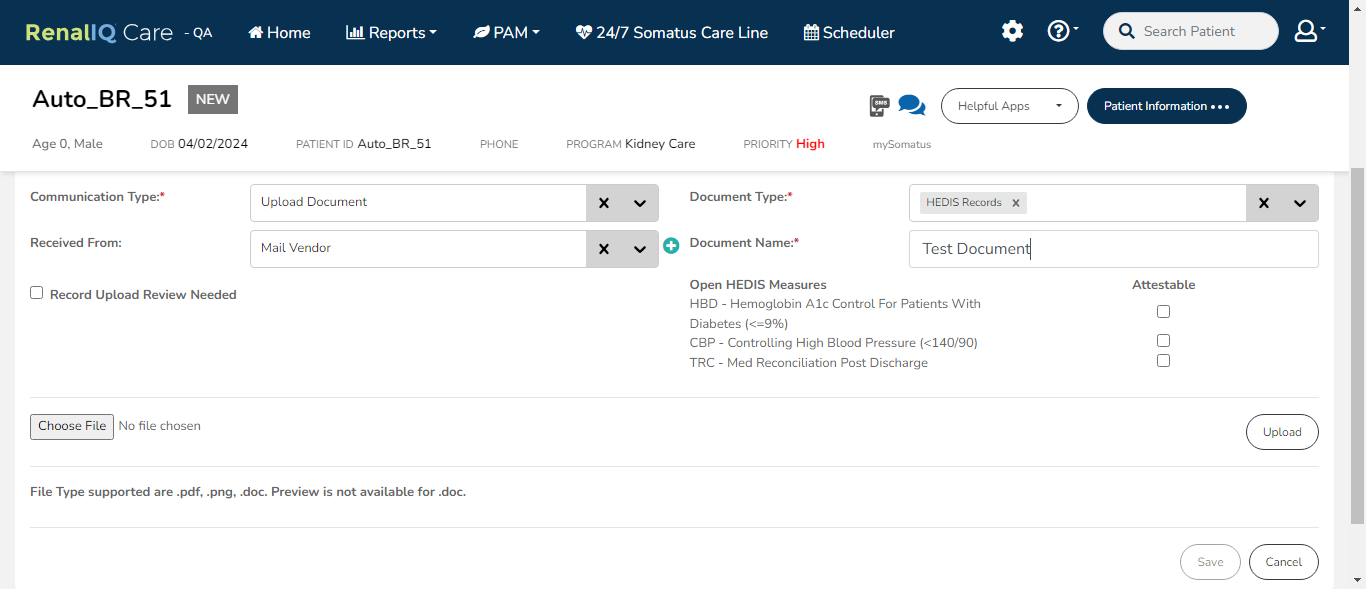 RenalIQ Care - QA Home Reports PAM 24/7 Somatus Care Line Scheduler Search Patient
Auto_BR_51 NEW
SMS Helpful Apps Patient Information
Age 0, Male DOB 04/02/2024 PATIENT ID Auto_BR_51 PHONE PROGRAM Kidney Care PRIORITY High mySomatus
Communication Type:* Upload Document Document Type:* HEDIS Records x
Received From: Mail Vendor Document Name:* Test Document
Record Upload Review Needed
Open HEDIS Measures Attestable
HBD - Hemoglobin A1c Control For Patients With
Diabetes (<=9%)
CBP - Controlling High Blood Pressure (<140/90)
TRC - Med Reconciliation Post Discharge
Choose File No file chosen Upload
File Type supported are .pdf, .png, .doc. Preview is not available for .doc.
Save Cancel